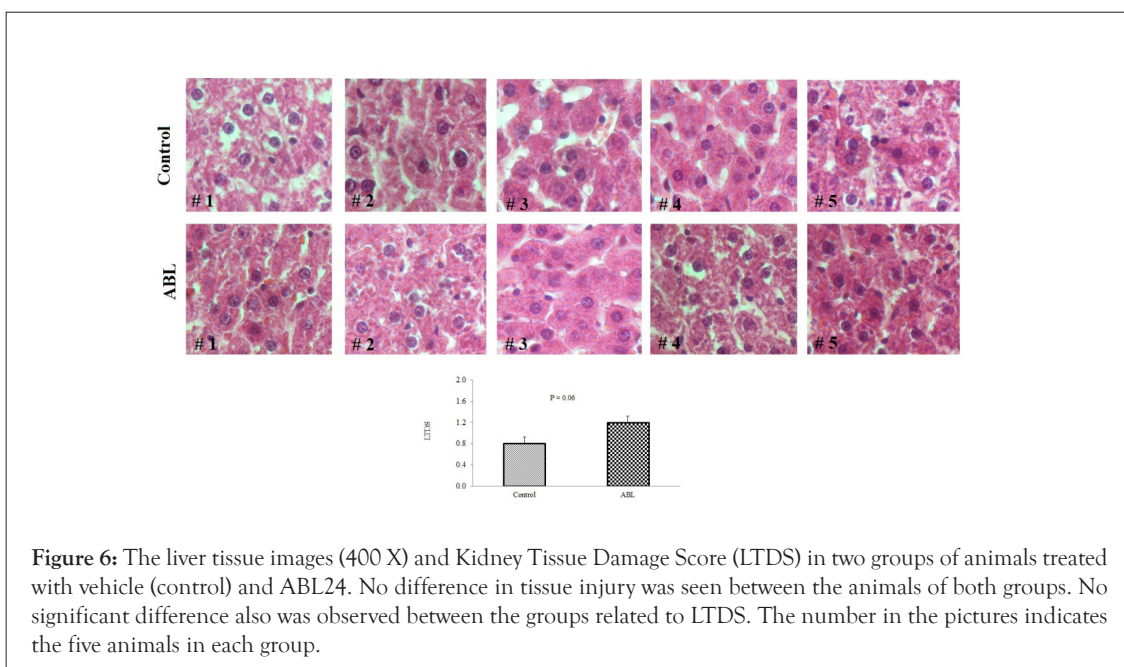 Control
# 1
# 2
# 3
# 4
# 5
ABL
# 1
# 2
# 3
# 4
# 5
2.0
P = 0.06
1.6
1.2
LTDS
0.8
0.4
0.0
Control
ABL
Figure 6: The liver tissue images (400 X) and Kidney Tissue Damage Score (LTDS) in two groups of animals treated
with vehicle (control) and ABL24. No difference in tissue injury was seen between the animals of both groups. No
significant difference also was observed between the groups related to LTDS. The number in the pictures indicates
the five animals in each group.